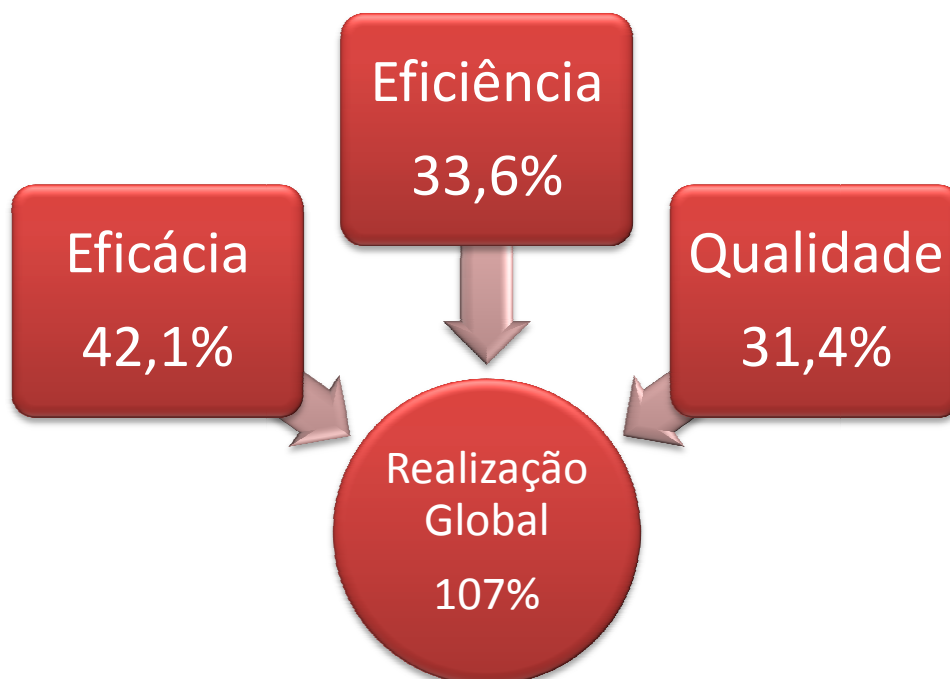 Eficiência
33,6%
Eficácia
42,1%
Qualidade
31,4%
Realização
Global
107%